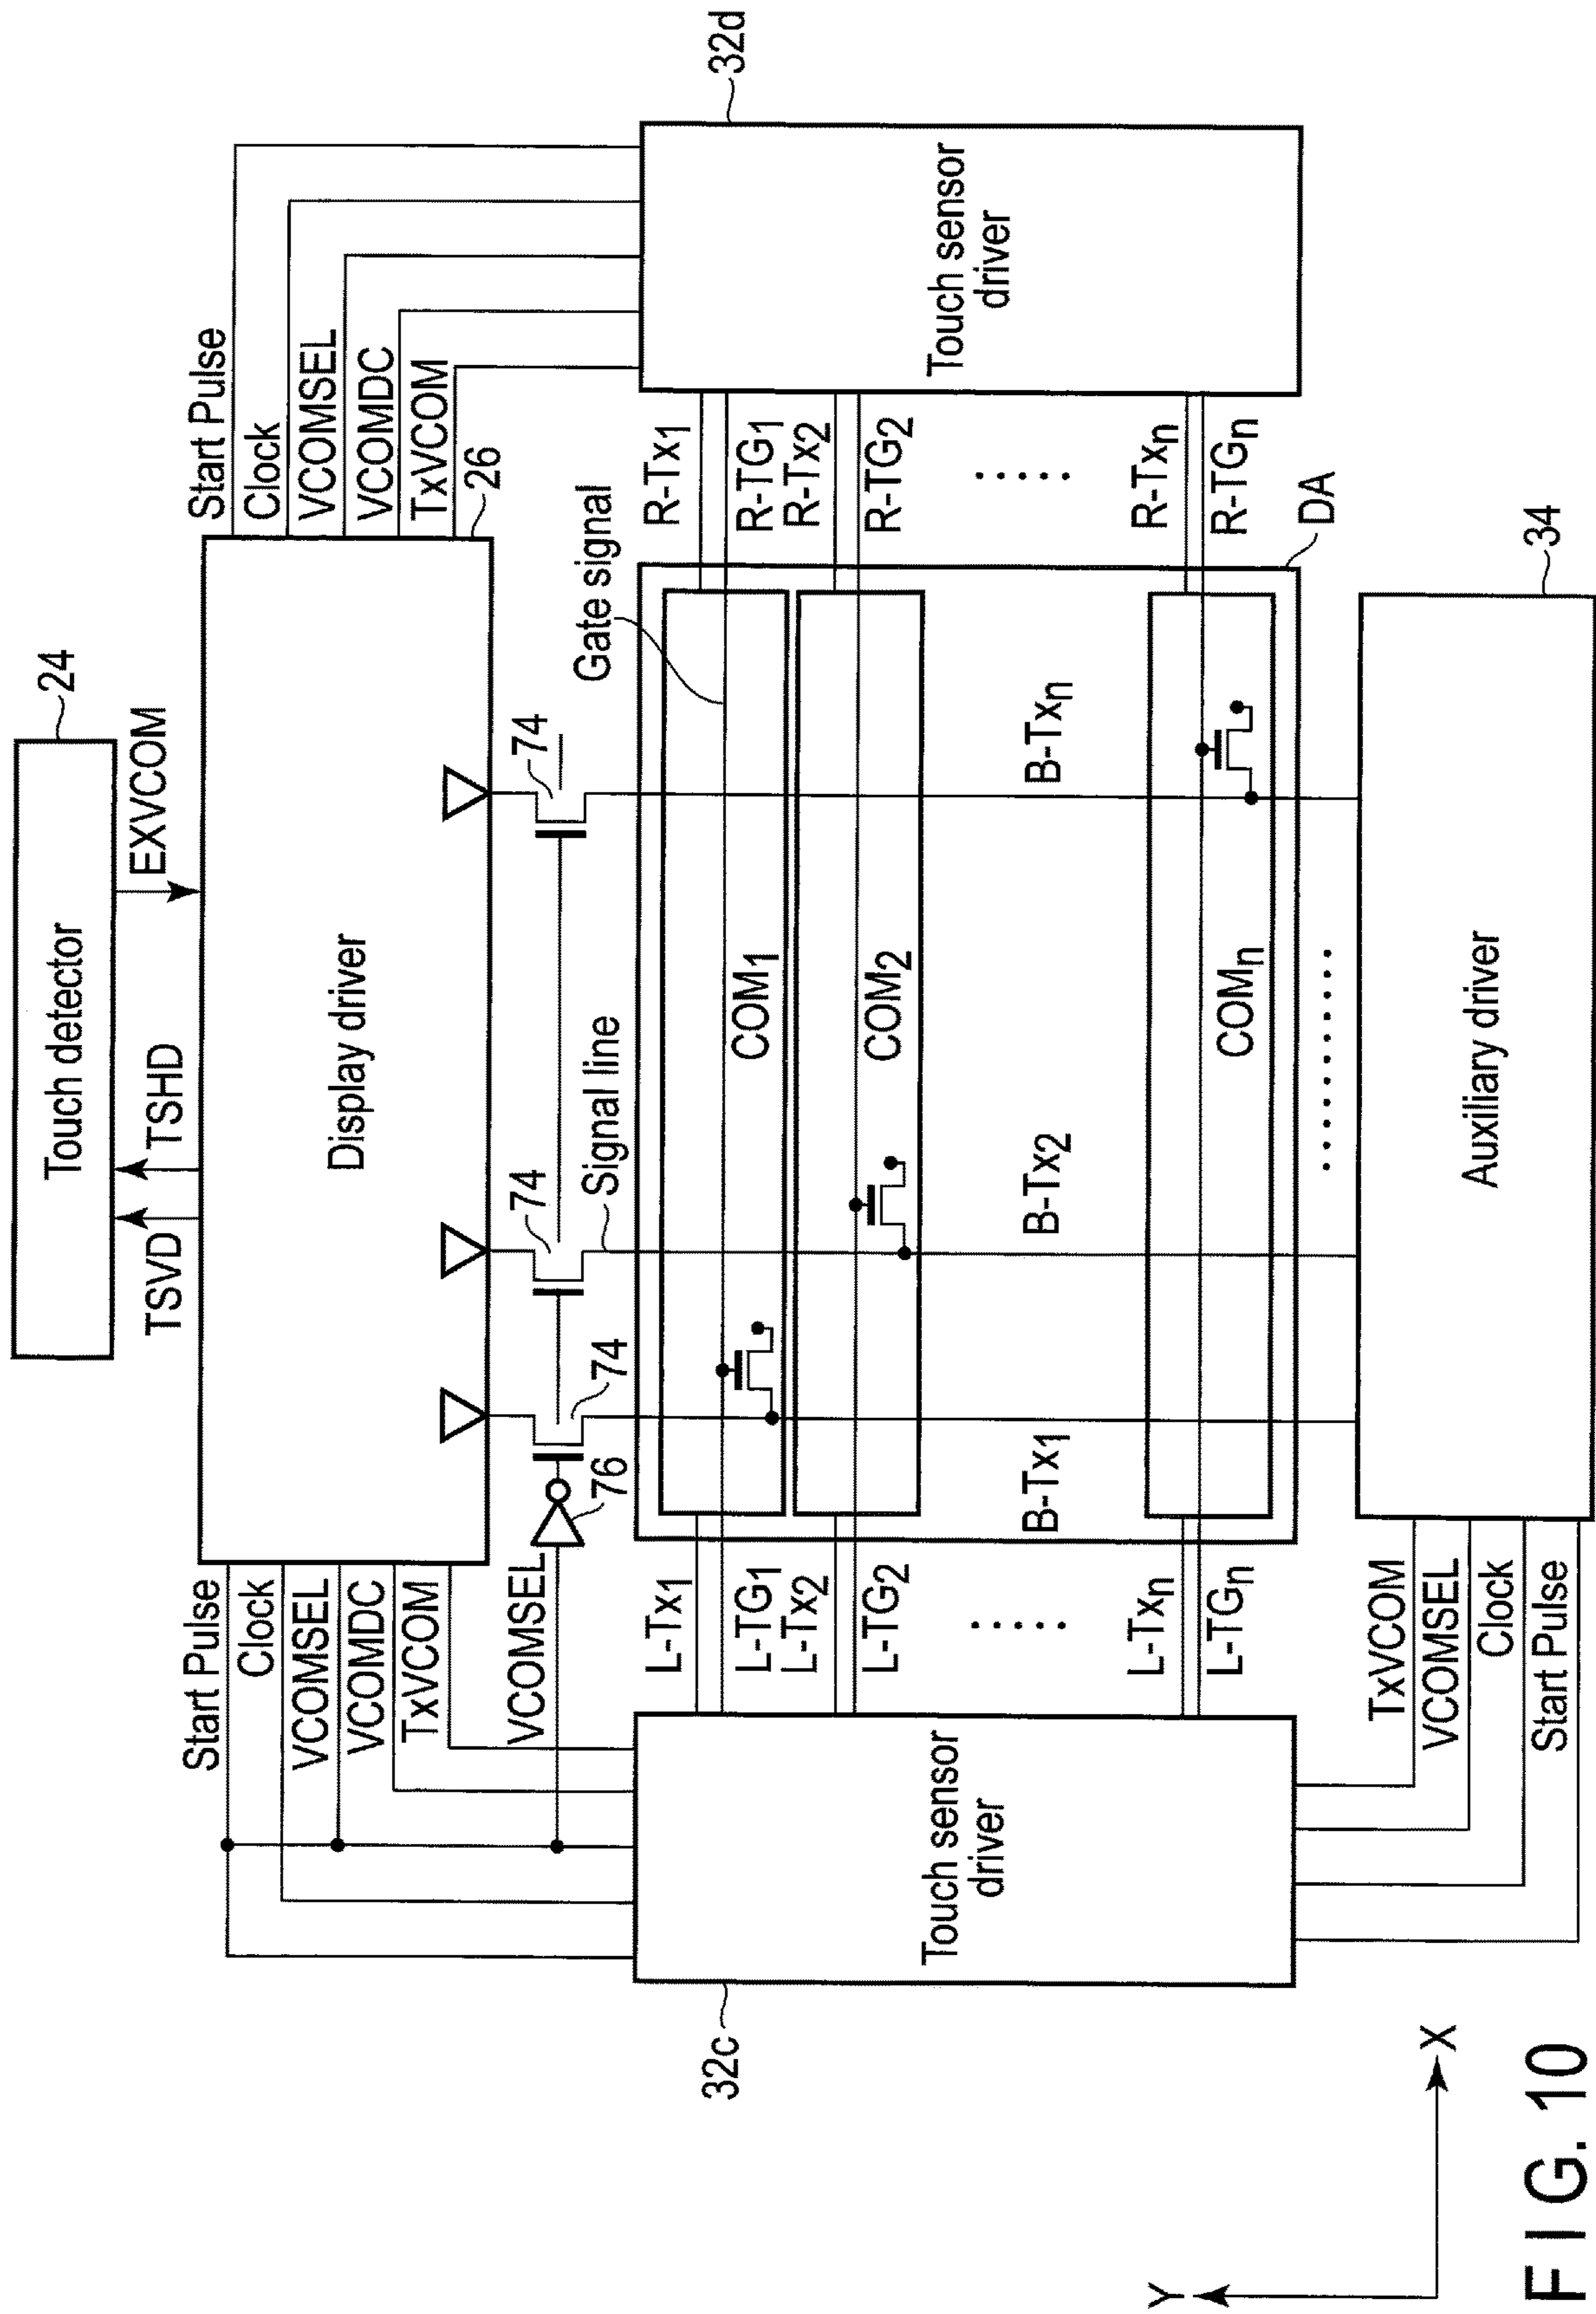 Touch detector
24
TSVD
TSHD
EXVCOM
Display driver
26
Start Pulse
Clock
VCOMSEL
VCOMDC
TxVCOM
Start Pulse
Clock
VCOMSEL
VCOMDC
TxVCOM
VCOMSEL
76
74
74
74
Signal line
Gate signal
L-Tx1
L-TG1
L-Tx2
L-TG2
.....
L-Txn
L-TGn
COM1
COM2
COMn
B-Tx1
B-Tx2
B-Txn
R-Tx1
R-TG1
R-Tx2
R-TG2
.....
R-Txn
R-TGn
DA
Touch sensor
driver
32c
Touch sensor
driver
32d
TxVCOM
VCOMSEL
Clock
Start Pulse
.........
Auxiliary driver
34
Y
X
FIG. 10